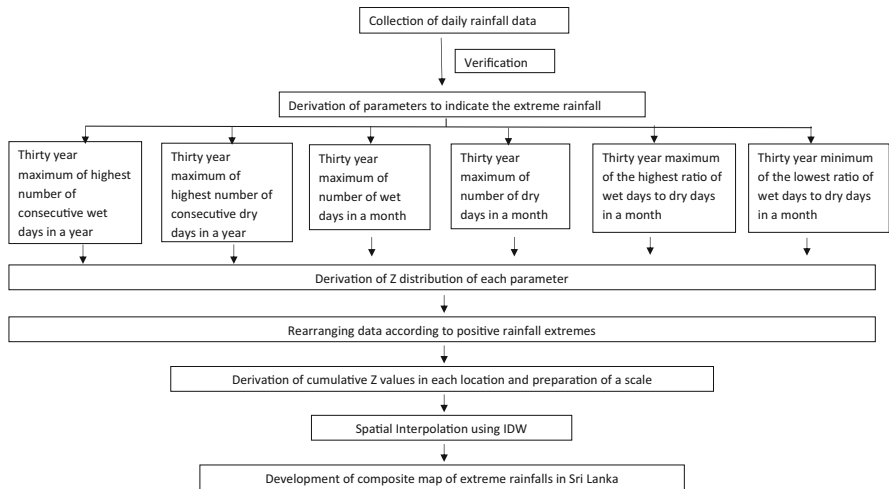 Collection of daily rainfall data
Verification
Derivation of parameters to indicate the extreme rainfall
Thirty year
maximum of highest
number of
consecutive wet
days in a year
Thirty year
maximum of
highest number of
consecutive dry
days in a year
Thirty year
maximum of
number of wet
days in a month
Thirty year
maximum of
number of dry
days in a month
Thirty year maximum
of the highest ratio of
wet days to dry days
in a month
Thirty year minimum
of the lowest ratio of
wet days to dry days
in a month
Derivation of Z distribution of each parameter
Rearranging data according to positive rainfall extremes
Derivation of cumulative Z values in each location and preparation of a scale
Spatial Interpolation using IDW
Development of composite map of extreme rainfalls in Sri Lanka